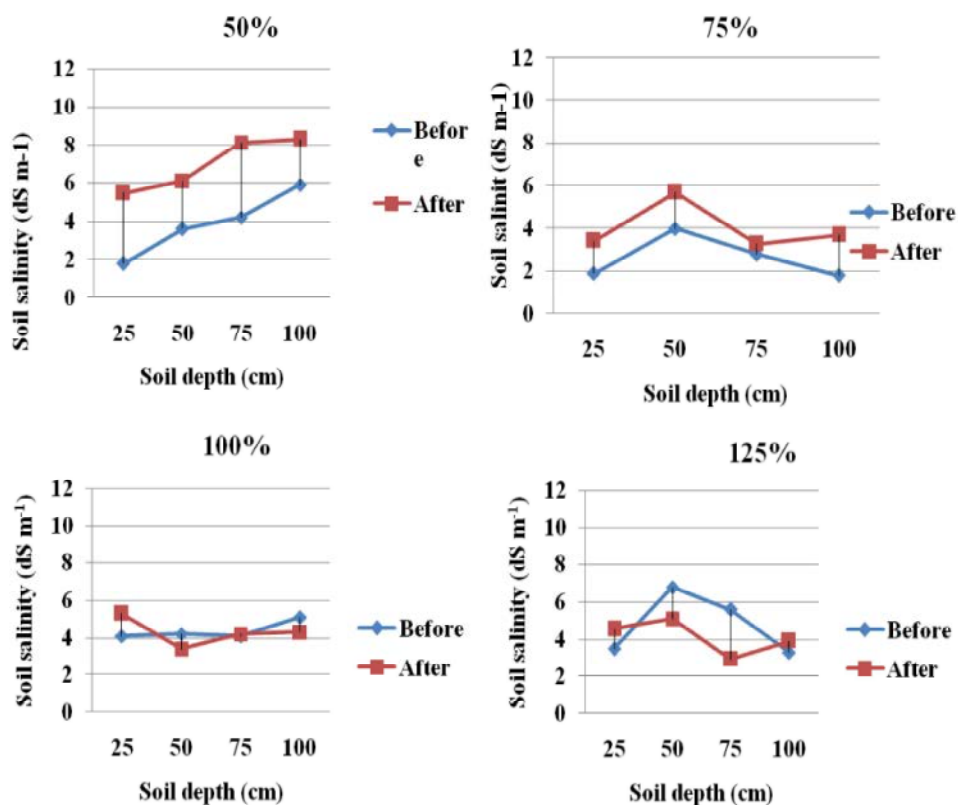 50%
12
10
8
6
4
2
0
Soil salinity (dS m-1)
25 50 75 100
Soil depth (cm)
Befor
e
After
75%
12
10
8
6
4
2
0
Soil salinit (dS m-1)
25 50 75 100
Soil depth (cm)
Before
After
100%
12
10
8
6
4
2
0
Soil salinity (dS m⁻¹)
25 50 75 100
Soil depth (cm)
Before
After
125%
12
10
8
6
4
2
0
Soil salinity (dS m⁻¹)
25 50 75 100
Soil depth (cm)
Before
After